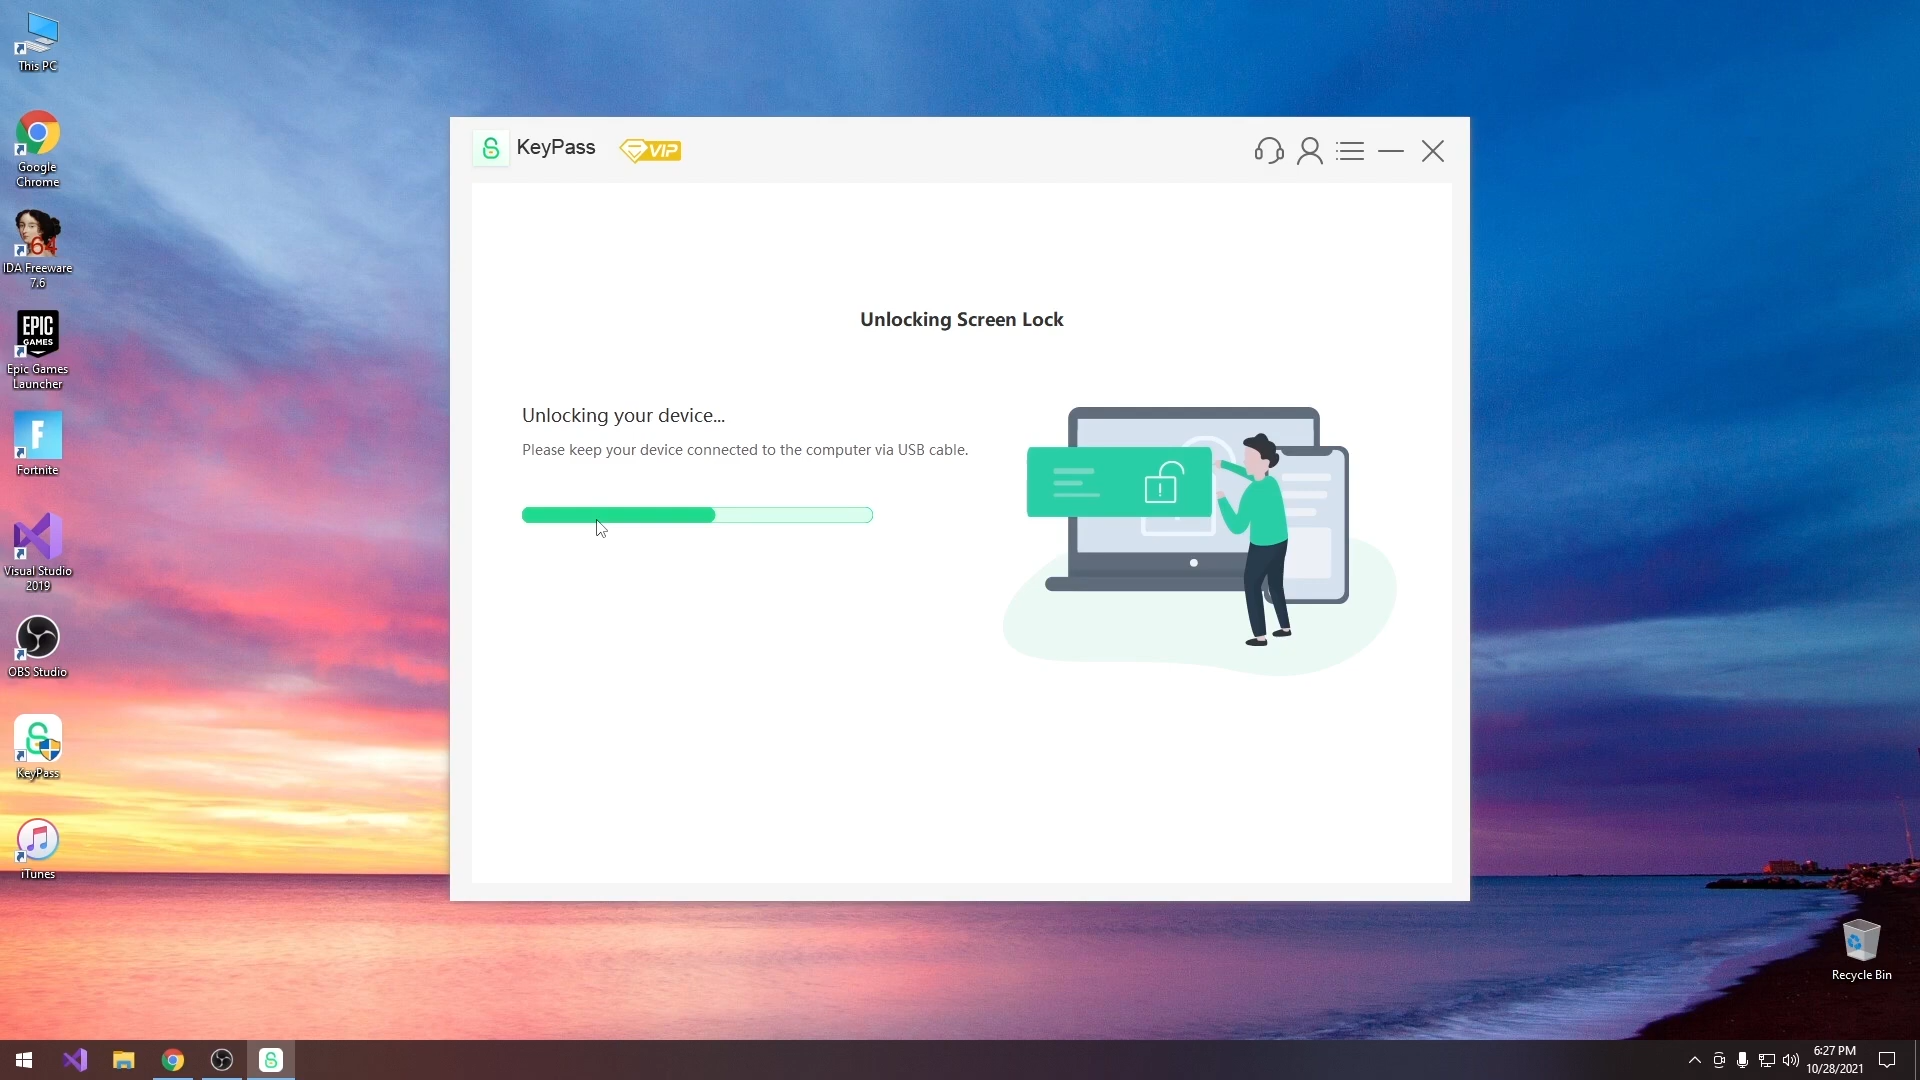 This PC
Google
Chrome
64
IDA Freeware
7.6
EPIC
GAMES
Epic Games
Launcher
F
Fortnite
Visual Studio
2019
OBS Studio
KeyPass
iTunes
KeyPass
VIP
Unlocking Screen Lock
Unlocking your device...
Please keep your device connected to the computer via USB cable.
Recycle Bin
6:27 PM
10/28/2021